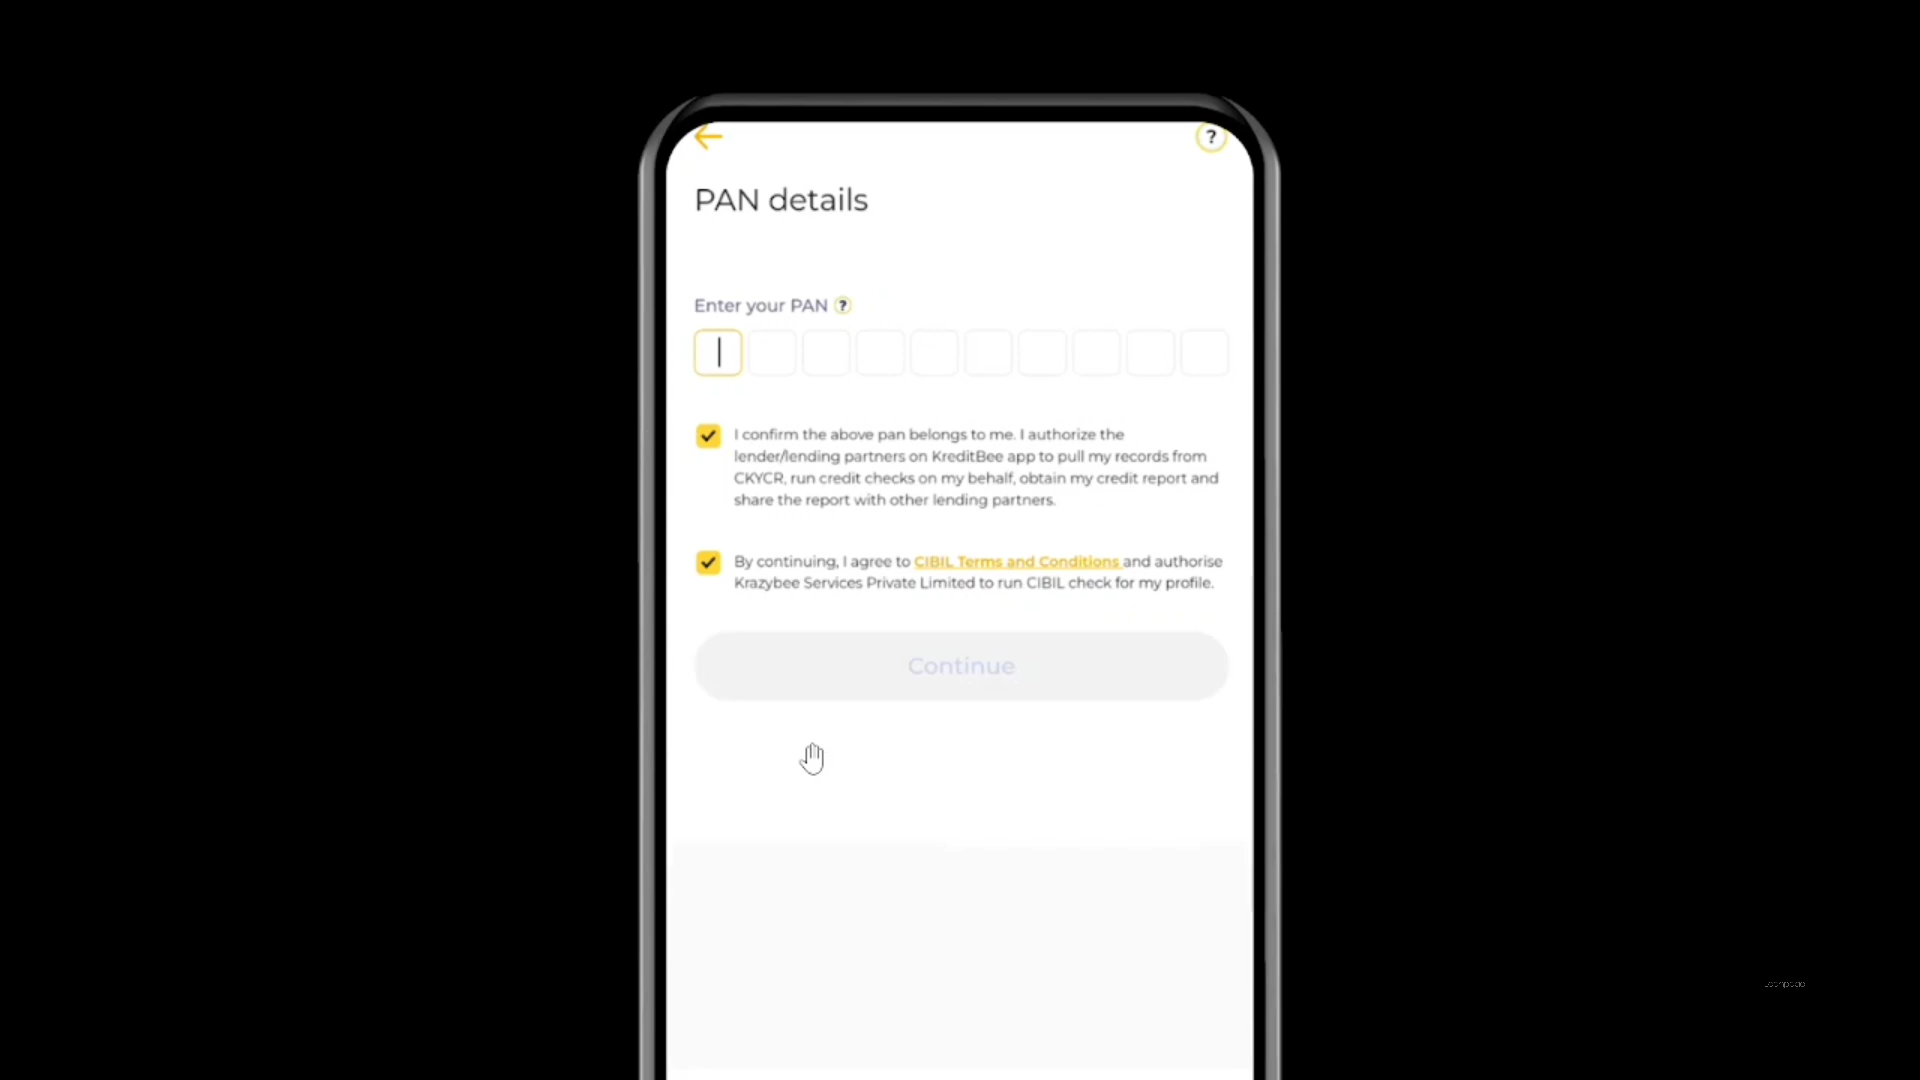 ?
PAN details
Enter your PAN ?
I confirm the above pan belongs to me. I authorize the
lender/lending partners on KreditBee app to pull my records from
CKYCR, run credit checks on my behalf, obtain my credit report and
share the report with other lending partners.
By continuing, I agree to CIBIL Terms and Conditions and authorise
Krazybee Services Private Limited to run CIBIL check for my profile.
Continue